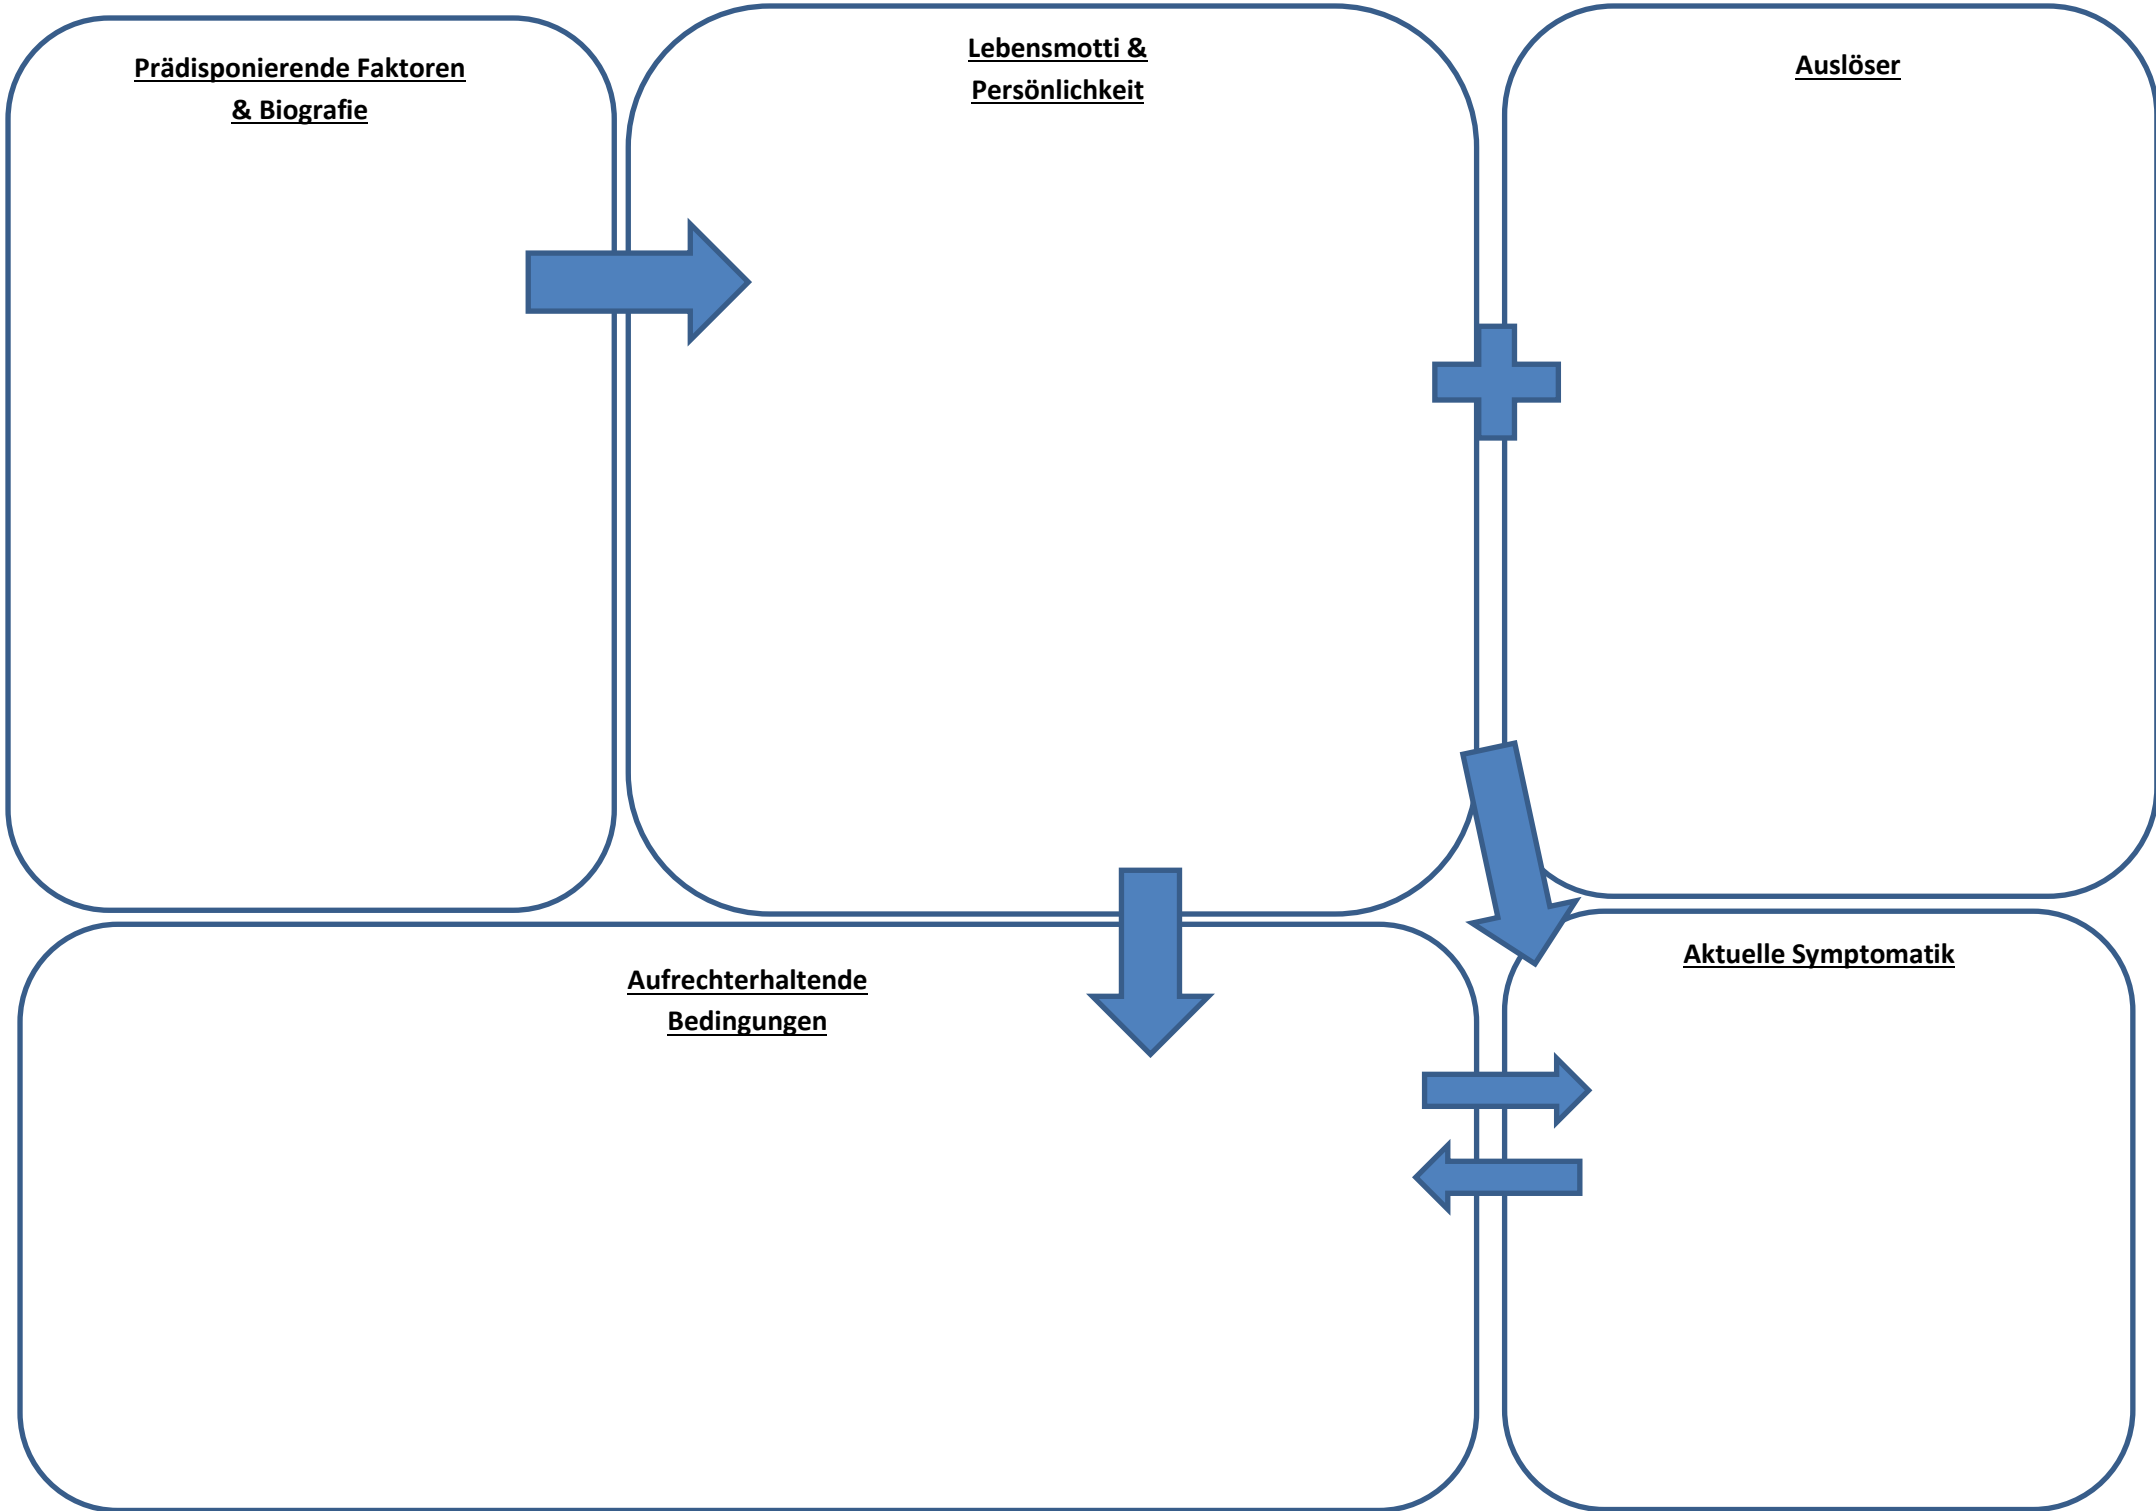 Prädisponierende Faktoren
& Biografie
Lebensmotti &
Persönlichkeit
Auslöser
Aufrechterhaltende
Bedingungen
Aktuelle Symptomatik